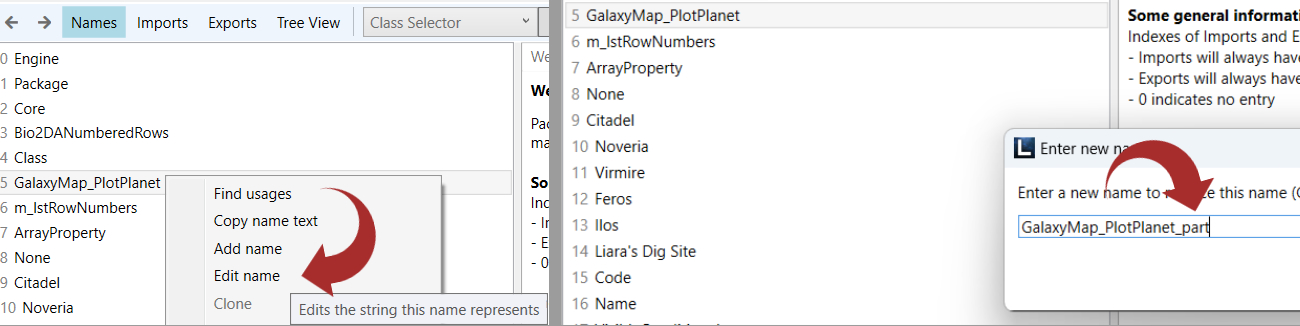 Names Imports Exports Tree View Class Selector
0 Engine
1 Package
2 Core
3 Bio2DANumberedRows
4 Class
5 GalaxyMap_PlotPlanet
6 m_lstRowNumbers
7 ArrayProperty
8 None
9 Citadel
10 Noveria
Find usages
Copy name text
Add name
Edit name
Clone
Edits the string this name represents
5 GalaxyMap_PlotPlanet
6 m_lstRowNumbers
7 ArrayProperty
8 None
9 Citadel
10 Noveria
11 Virmire
12 Feros
13 Ilos
14 Liara's Dig Site
15 Code
16 Name
Some general informati
Indexes of Imports and E
- Imports will always have
- Exports will always have
- 0 indicates no entry
Enter new
Enter a new name to this name
GalaxyMap_PlotPlanet_part